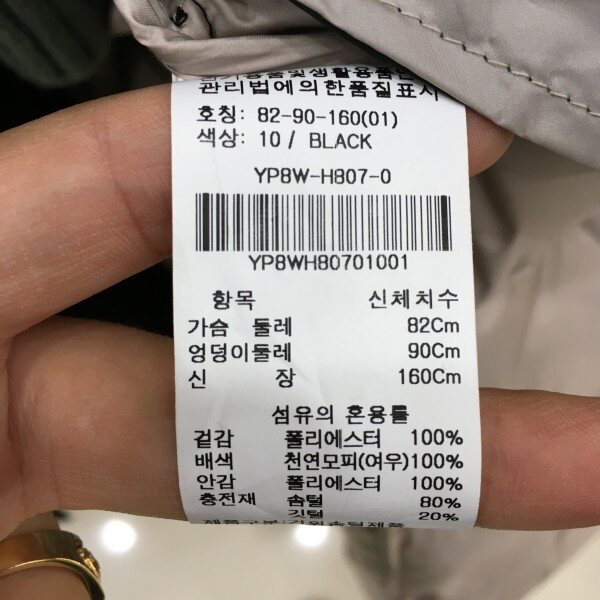 관리법에의한품질표시
호칭: 82-90-160(01)
색상: 10 / BLACK
YP8W-H807-0
YP8WH80701001
항목 신체치수
가슴 둘레 82Cm
엉덩이둘레 90Cm
신 장 160Cm
섬유의 혼용률
겉감 폴리에스터 100%
배색 천연모피(여우)100%
안감 폴리에스터 100%
충전재 솜털 80%
깃털 20%